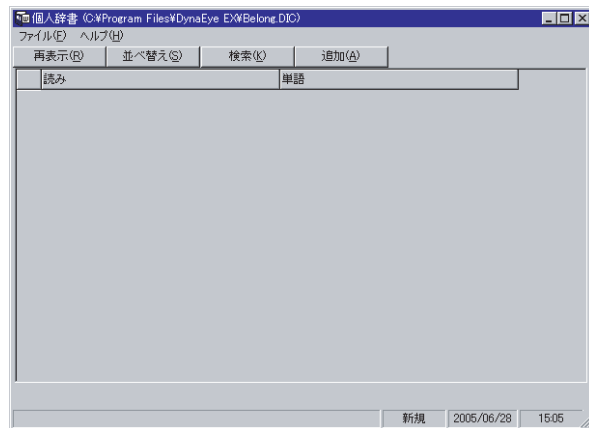 個人辞書 (C:¥Program Files¥DynaEye EX¥Belong.DIC)
ファイル(F) ヘルプ(H)
再表示(R) 並べ替え(S) 検索(K) 追加(A)
読み 単語
新規 2005/06/28 15:05